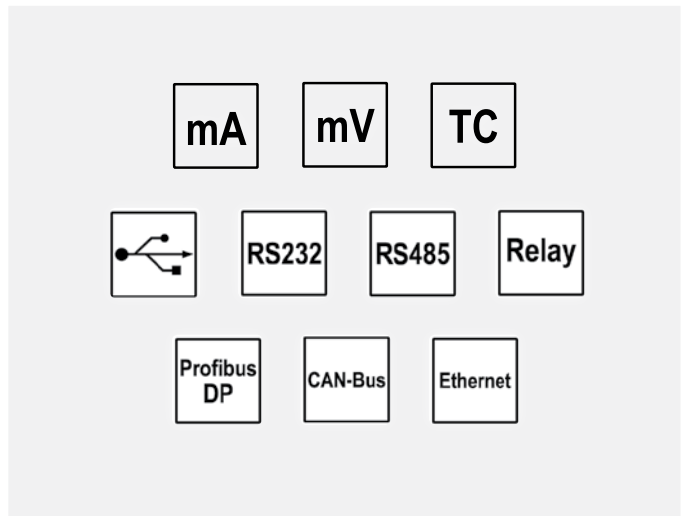 mA
mV
TC
RS232
RS485
Relay
Profibus
DP
CAN-Bus
Ethernet